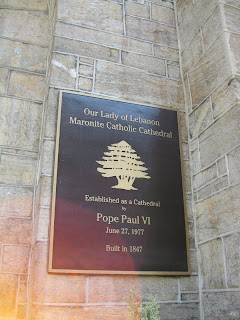 Our Lady of Lebanon
Maronite Catholic Cathedral
Established as a Cathedral
by
Pope Paul VI
June 27, 1977
Built in 1847